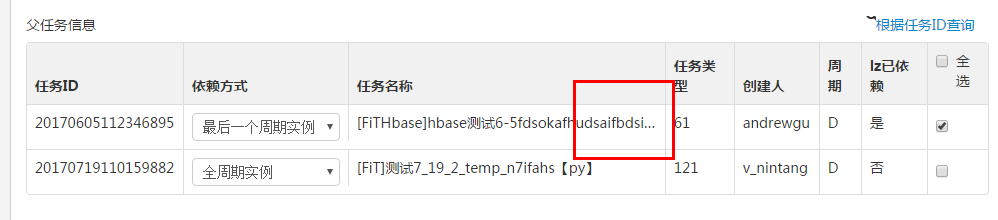 父任务信息 根据任务ID查询
任务ID 依赖方式 任务名称 任务类型 创建人 周期 lz已依赖 全选
20170605112346895 最后一个周期实例 [FiTHbase]hbase测试6-5fdsokafhudsaifbdsi... 61 andrewgu D 是
20170719110159882 全周期实例 [FiT]测试7_19_2_temp_n7ifahs【py】 121 v_nintang D 否